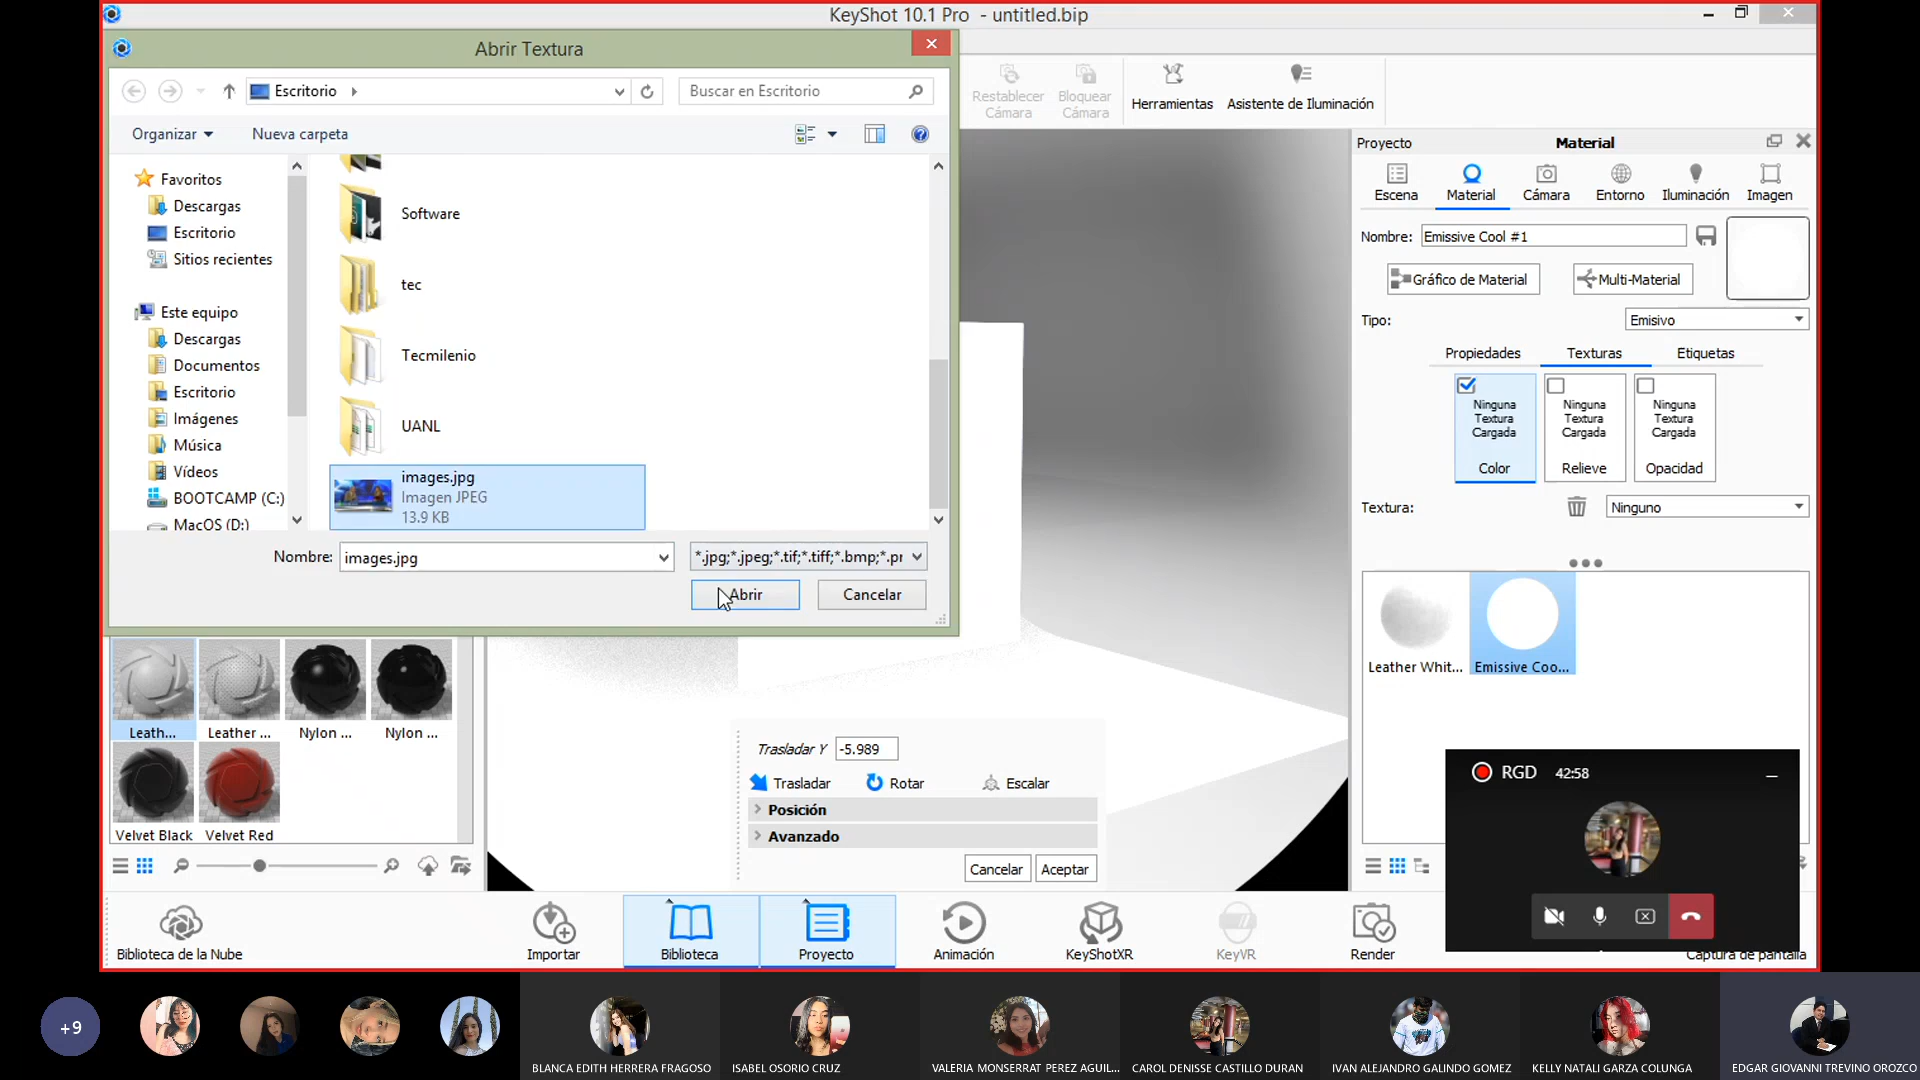 KeyShot 10.1 Pro - untitled.bip
Abrir Textura
Escritorio
Buscar en Escritorio
Organizar
Nueva carpeta
Favoritos
Descargas
Escritorio
Sitios recientes
Este equipo
Descargas
Documentos
Escritorio
Imágenes
Música
Vídeos
BOOTCAMP (C:)
MacOS (D:)
Software
tec
Tecmilenio
UANL
images.jpg
Imagen JPEG
13.9 KB
Nombre:
images.jpg
*.jpg;*.jpeg;*.tif;*.tiff;*.bmp;*.pr
Abrir
Cancelar
Restablecer
Cámara
Bloquear
Cámara
Herramientas
Asistente de Iluminación
Proyecto
Material
Escena
Material
Cámara
Entorno
Iluminación
Imagen
Nombre:
Emissive Cool #1
Gráfico de Material
Multi-Material
Tipo:
Emisivo
Propiedades
Texturas
Etiquetas
Ninguna
Textura
Cargada
Color
Ninguna
Textura
Cargada
Relieve
Ninguna
Textura
Cargada
Opacidad
Textura:
Ninguno
Leather Whit...
Emissive Coo...
Leath...
Leather ...
Nylon ...
Nylon ...
Velvet Black
Velvet Red
Trasladar Y
-5.989
Trasladar
Rotar
Escalar
Posición
Avanzado
Cancelar
Aceptar
RGD
42:58
Biblioteca de la Nube
Importar
Biblioteca
Proyecto
Animación
KeyShotXR
KeyVR
Render
Captura de pantalla
+9
BLANCA EDITH HERRERA FRAGOSO
ISABEL OSORIO CRUZ
VALERIA MONSERRAT PEREZ AGUIL...
CAROL DENISSE CASTILLO DURAN
IVAN ALEJANDRO GALINDO GOMEZ
KELLY NATALI GARZA COLUNGA
EDGAR GIOVANNI TREVINO OROZCO